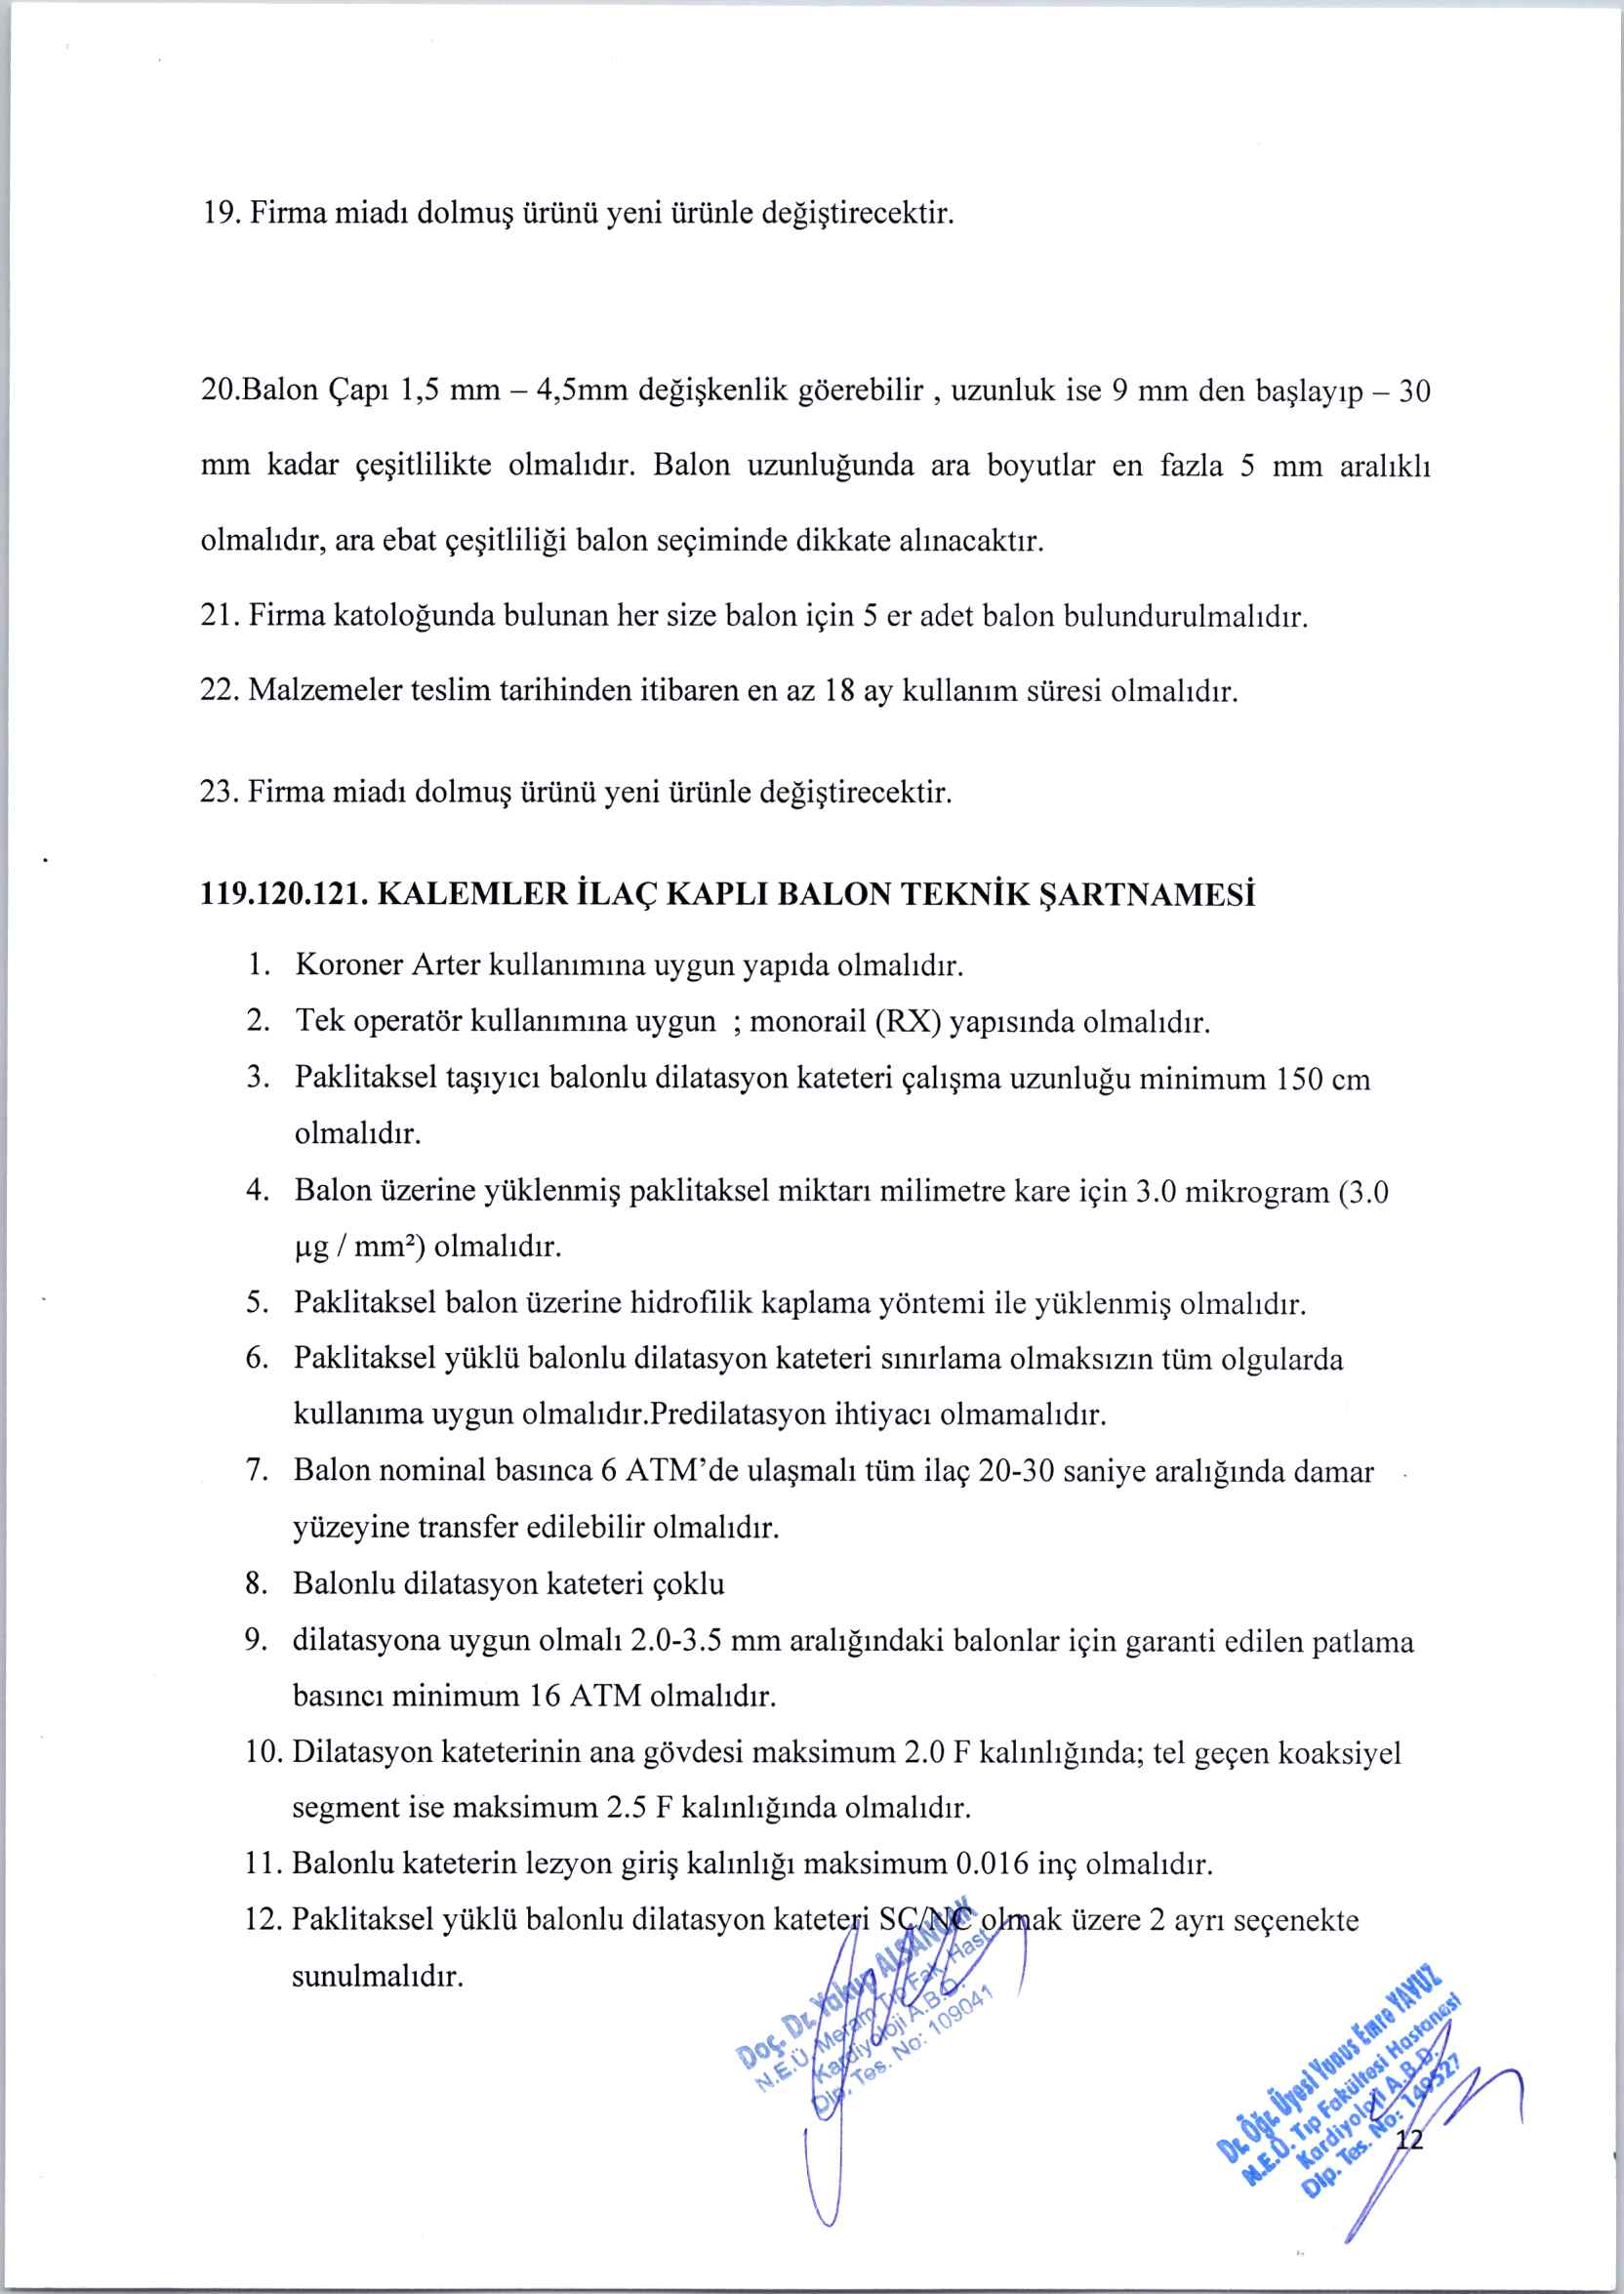 19. Firma miadı dolmuş ürünü yeni ürünle değiştirecektir.
20.Balon Çapı 1,5 mm – 4,5mm değişkenlik göerebilir , uzunluk ise 9 mm den başlayıp – 30
mm kadar çeşitlilikte olmalıdır. Balon uzunluğunda ara boyutlar en fazla 5 mm aralıklı
olmalıdır, ara ebat çeşitliliği balon seçiminde dikkate alınacaktır.
21. Firma katoloğunda bulunan her size balon için 5 er adet balon bulundurulmalıdır.
22. Malzemeler teslim tarihinden itibaren en az 18 ay kullanım süresi olmalıdır.
23. Firma miadı dolmuş ürünü yeni ürünle değiştirecektir.
119.120.121. KALEMLER İLAÇ KAPLI BALON TEKNİK ŞARTNAMESİ
1. Koroner Arter kullanımına uygun yapıda olmalıdır.
2. Tek operatör kullanımına uygun ; monorail (RX) yapısında olmalıdır.
3. Paklitaksel taşıyıcı balonlu dilatasyon kateteri çalışma uzunluğu minimum 150 cm
olmalıdır.
4. Balon üzerine yüklenmiş paklitaksel miktarı milimetre kare için 3.0 mikrogram (3.0
µg / mm²) olmalıdır.
5. Paklitaksel balon üzerine hidrofilik kaplama yöntemi ile yüklenmiş olmalıdır.
6. Paklitaksel yüklü balonlu dilatasyon kateteri sınırlama olmaksızın tüm olgularda
kullanıma uygun olmalıdır.Predilatasyon ihtiyacı olmamalıdır.
7. Balon nominal basınca 6 ATM’de ulaşmalı tüm ilaç 20-30 saniye aralığında damar
yüzeyine transfer edilebilir olmalıdır.
8. Balonlu dilatasyon kateteri çoklu
9. dilatasyona uygun olmalı 2.0-3.5 mm aralığındaki balonlar için garanti edilen patlama
basıncı minimum 16 ATM olmalıdır.
10. Dilatasyon kateterinin ana gövdesi maksimum 2.0 F kalınlığında; tel geçen koaksiyel
segment ise maksimum 2.5 F kalınlığında olmalıdır.
11. Balonlu kateterin lezyon giriş kalınlığı maksimum 0.016 inç olmalıdır.
12. Paklitaksel yüklü balonlu dilatasyon kateteri SC/NC olmak üzere 2 ayrı seçenekte
sunulmalıdır.
Doç. Dr. Yakup ALSANCAK
N.E.Ü. Meram Tıp Fak. Hast.
Kardiyoloji A.B.D.
Dip. Tes. No: 109041
Dr. Öğr. Üyesi Yunus Emre YAVUZ
N.E.Ü. Tıp Fakültesi Hastanesi
Kardiyoloji A.B.D.
Dip. Tes. No: 149527
12